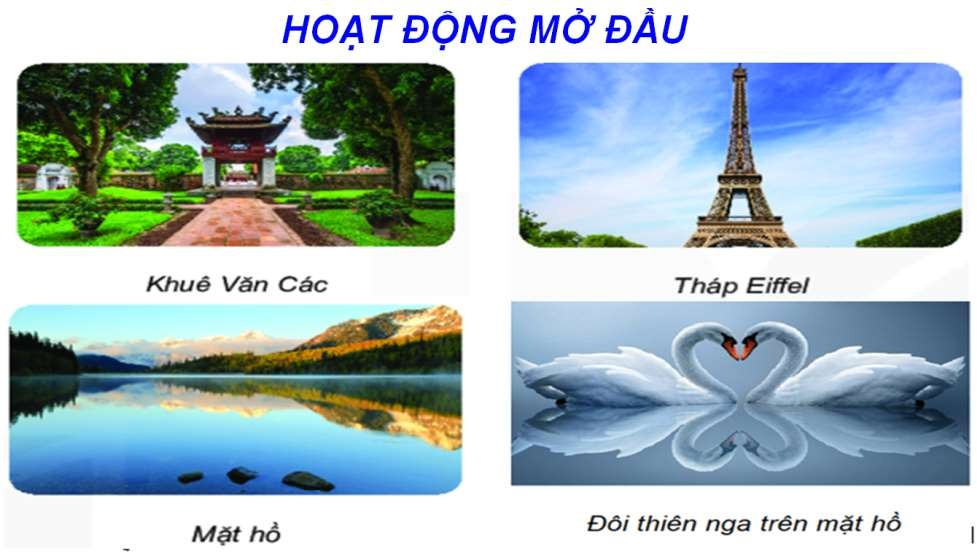 HOẠT ĐỘNG MỞ ĐẦU
Khuê Văn Các
Tháp Eiffel
Mặt hồ
Đôi thiên nga trên mặt hồ